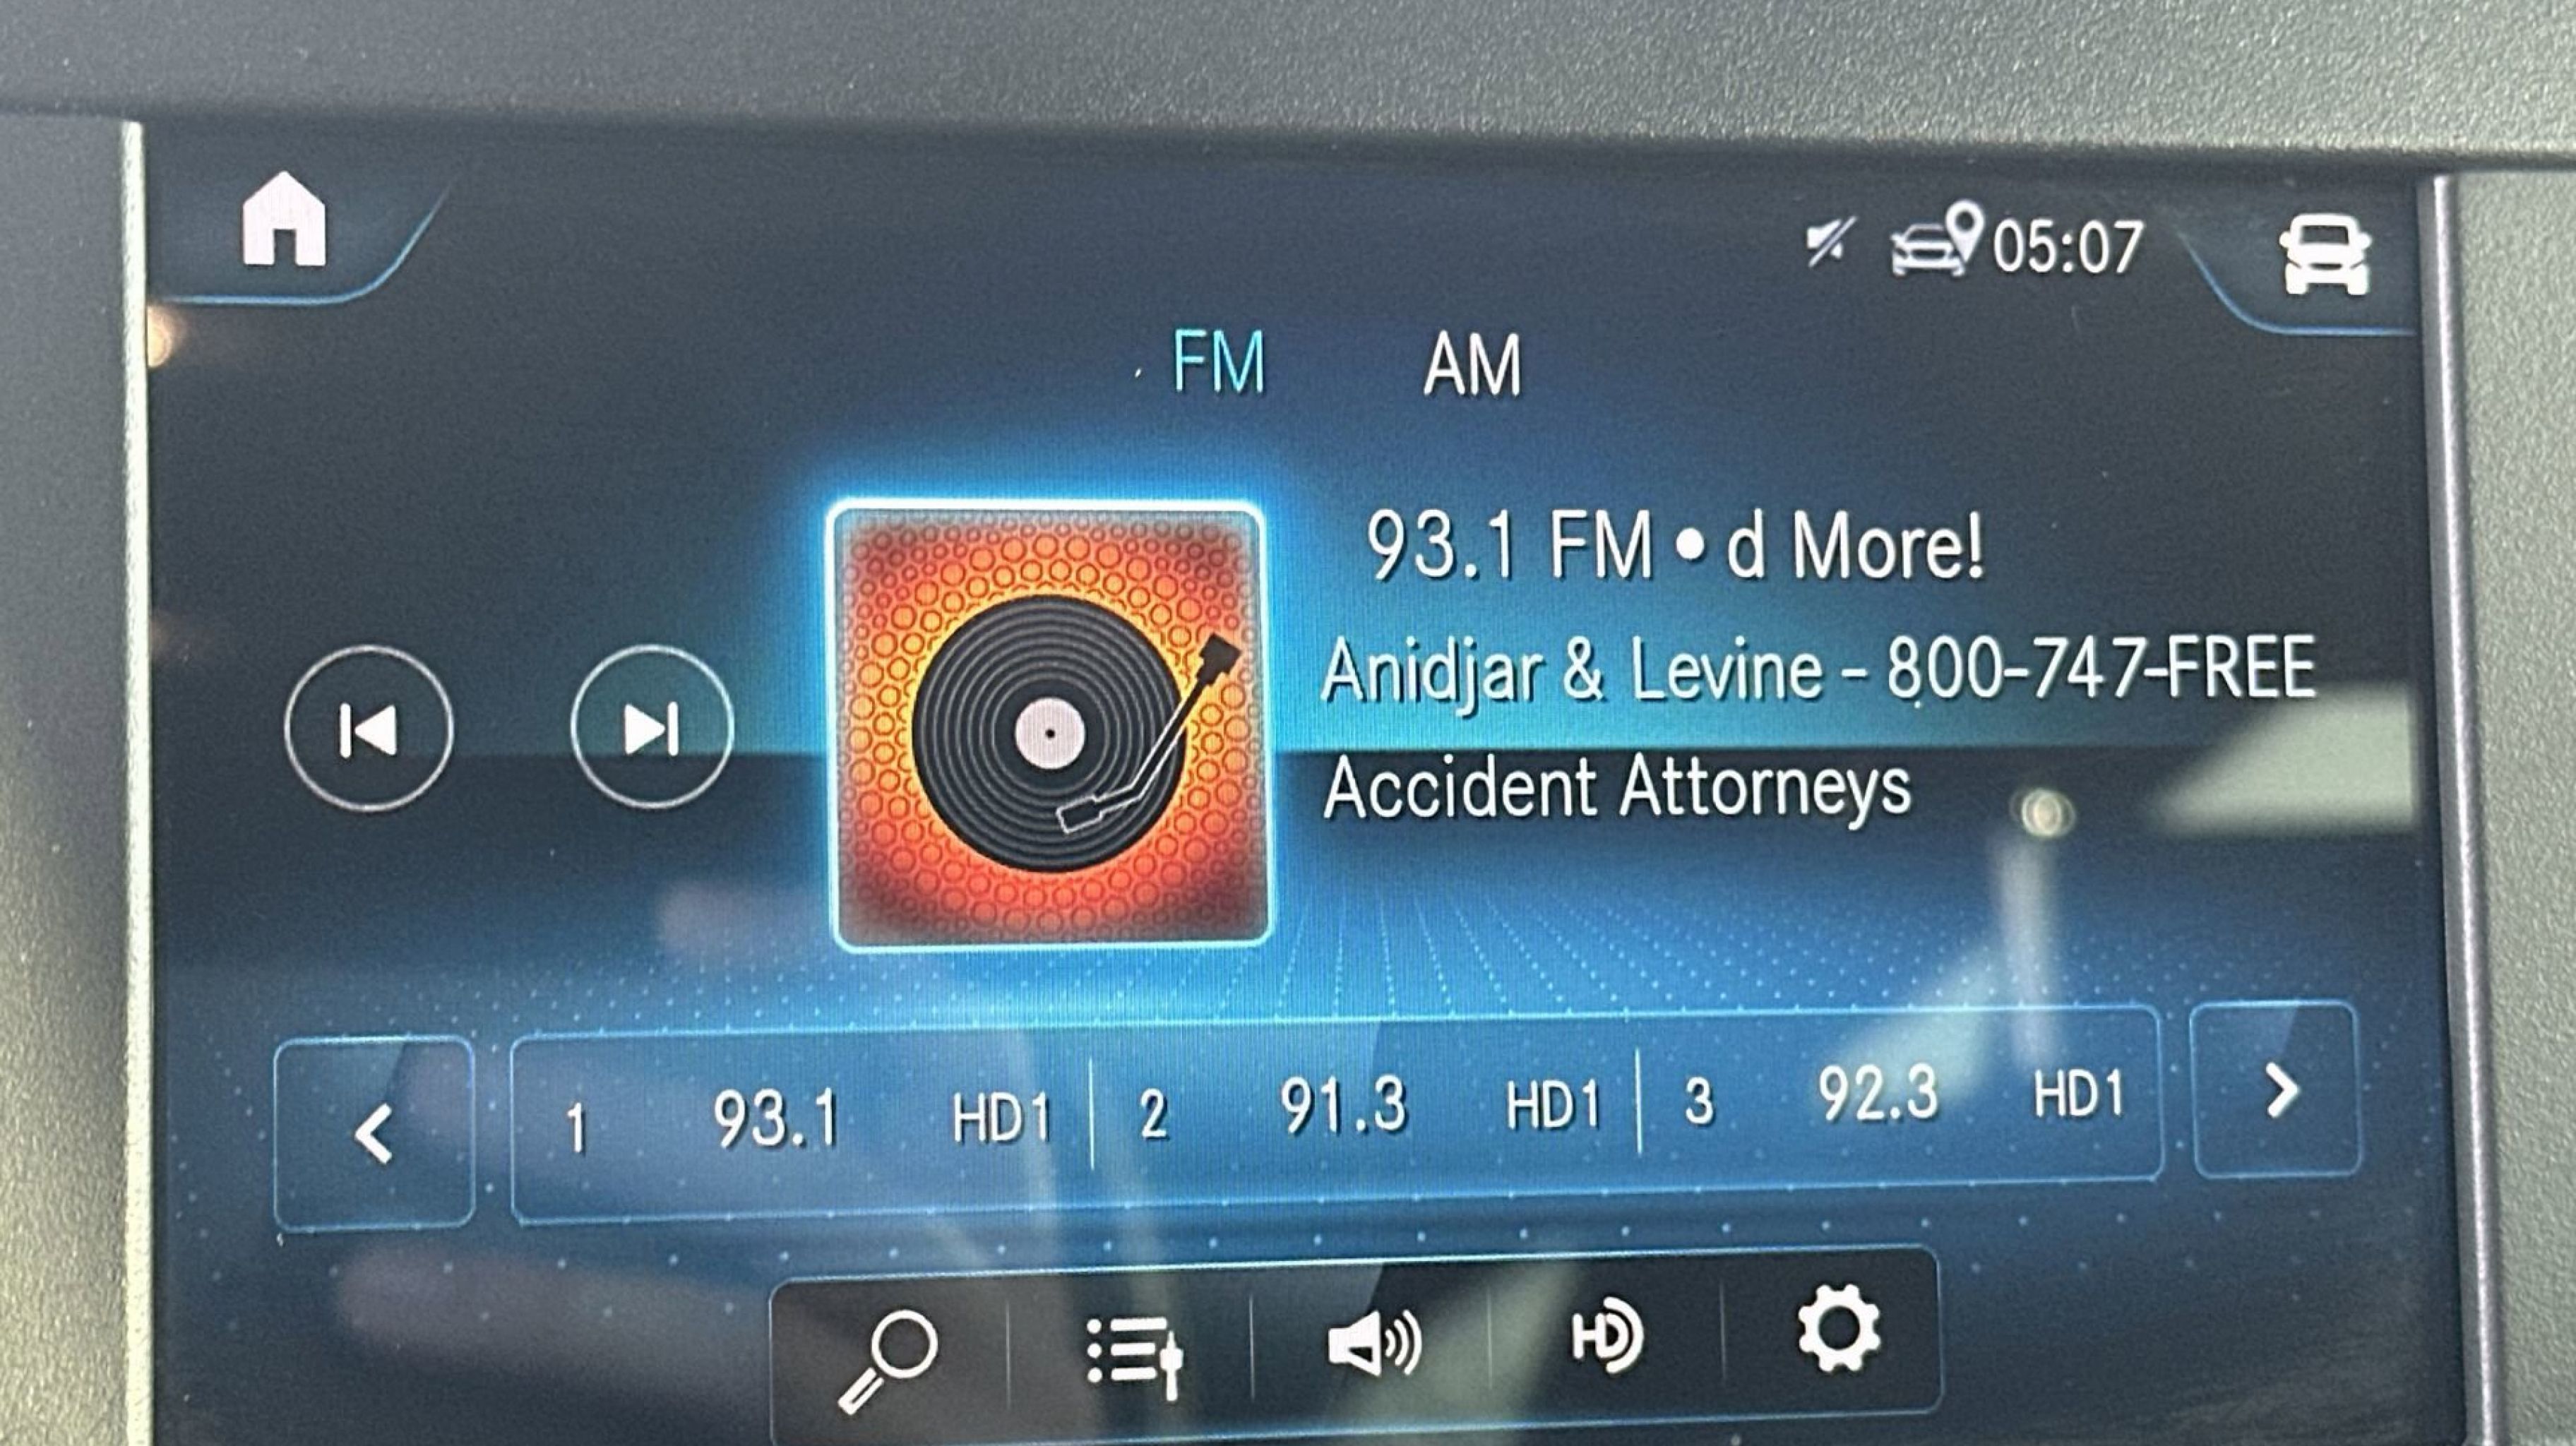 05:07
FM AM
93.1 FM • d More!
Anidjar & Levine - 800-747-FREE
Accident Attorneys
1 93.1 HD1 2 91.3 HD1 3 92.3 HD1
HD